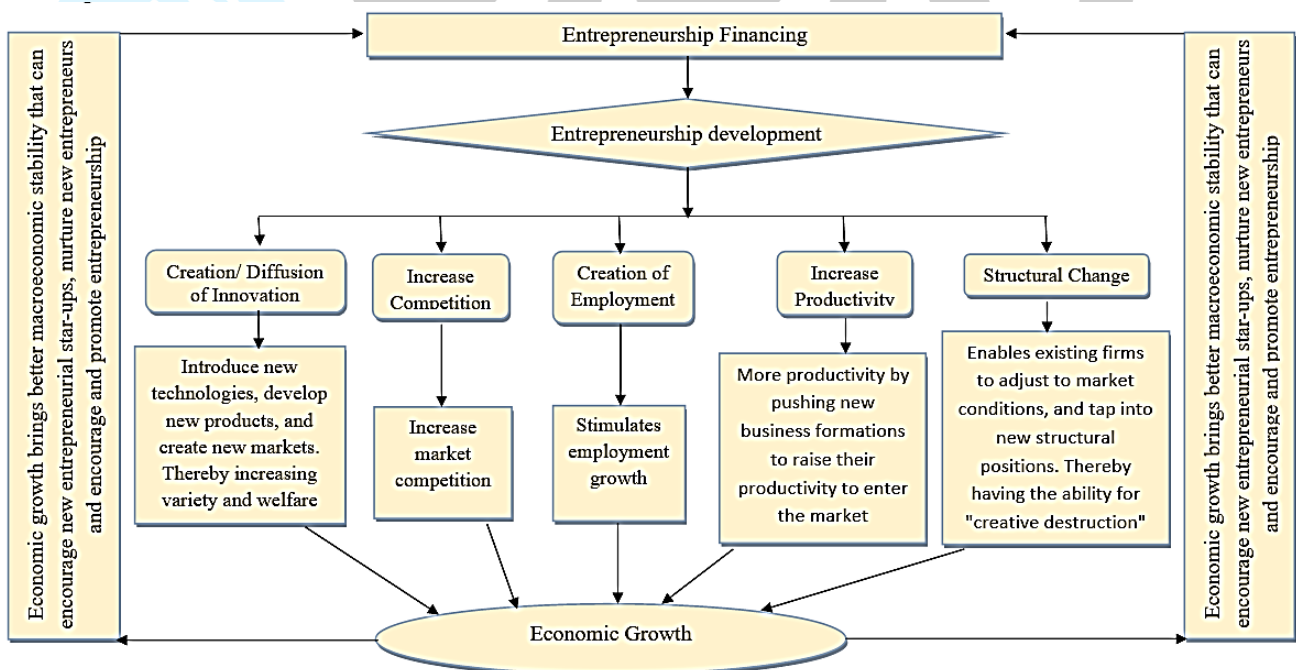 Entrepreneurship Financing
Economic growth brings better macroeconomic stability that can
encourage new entrepreneurial star-ups, nurture new entrepreneurs
and encourage and promote entrepreneurship
Entrepreneurship development
Creation/ Diffusion
of Innovation
Increase
Competition
Creation of
Employment
Increase
Productivity
Structural Change
Introduce new
technologies, develop
new products, and
create new markets.
Thereby increasing
variety and welfare
Increase
market
competition
Stimulates
employment
growth
More productivity by
pushing new
business formations
to raise their
productivity to enter
the market
Enables existing firms
to adjust to market
conditions, and tap into
new structural
positions. Thereby
having the ability for
"creative destruction"
Economic growth brings better macroeconomic stability that can
encourage new entrepreneurial star-ups, nurture new entrepreneurs
and encourage and promote entrepreneurship
Economic Growth